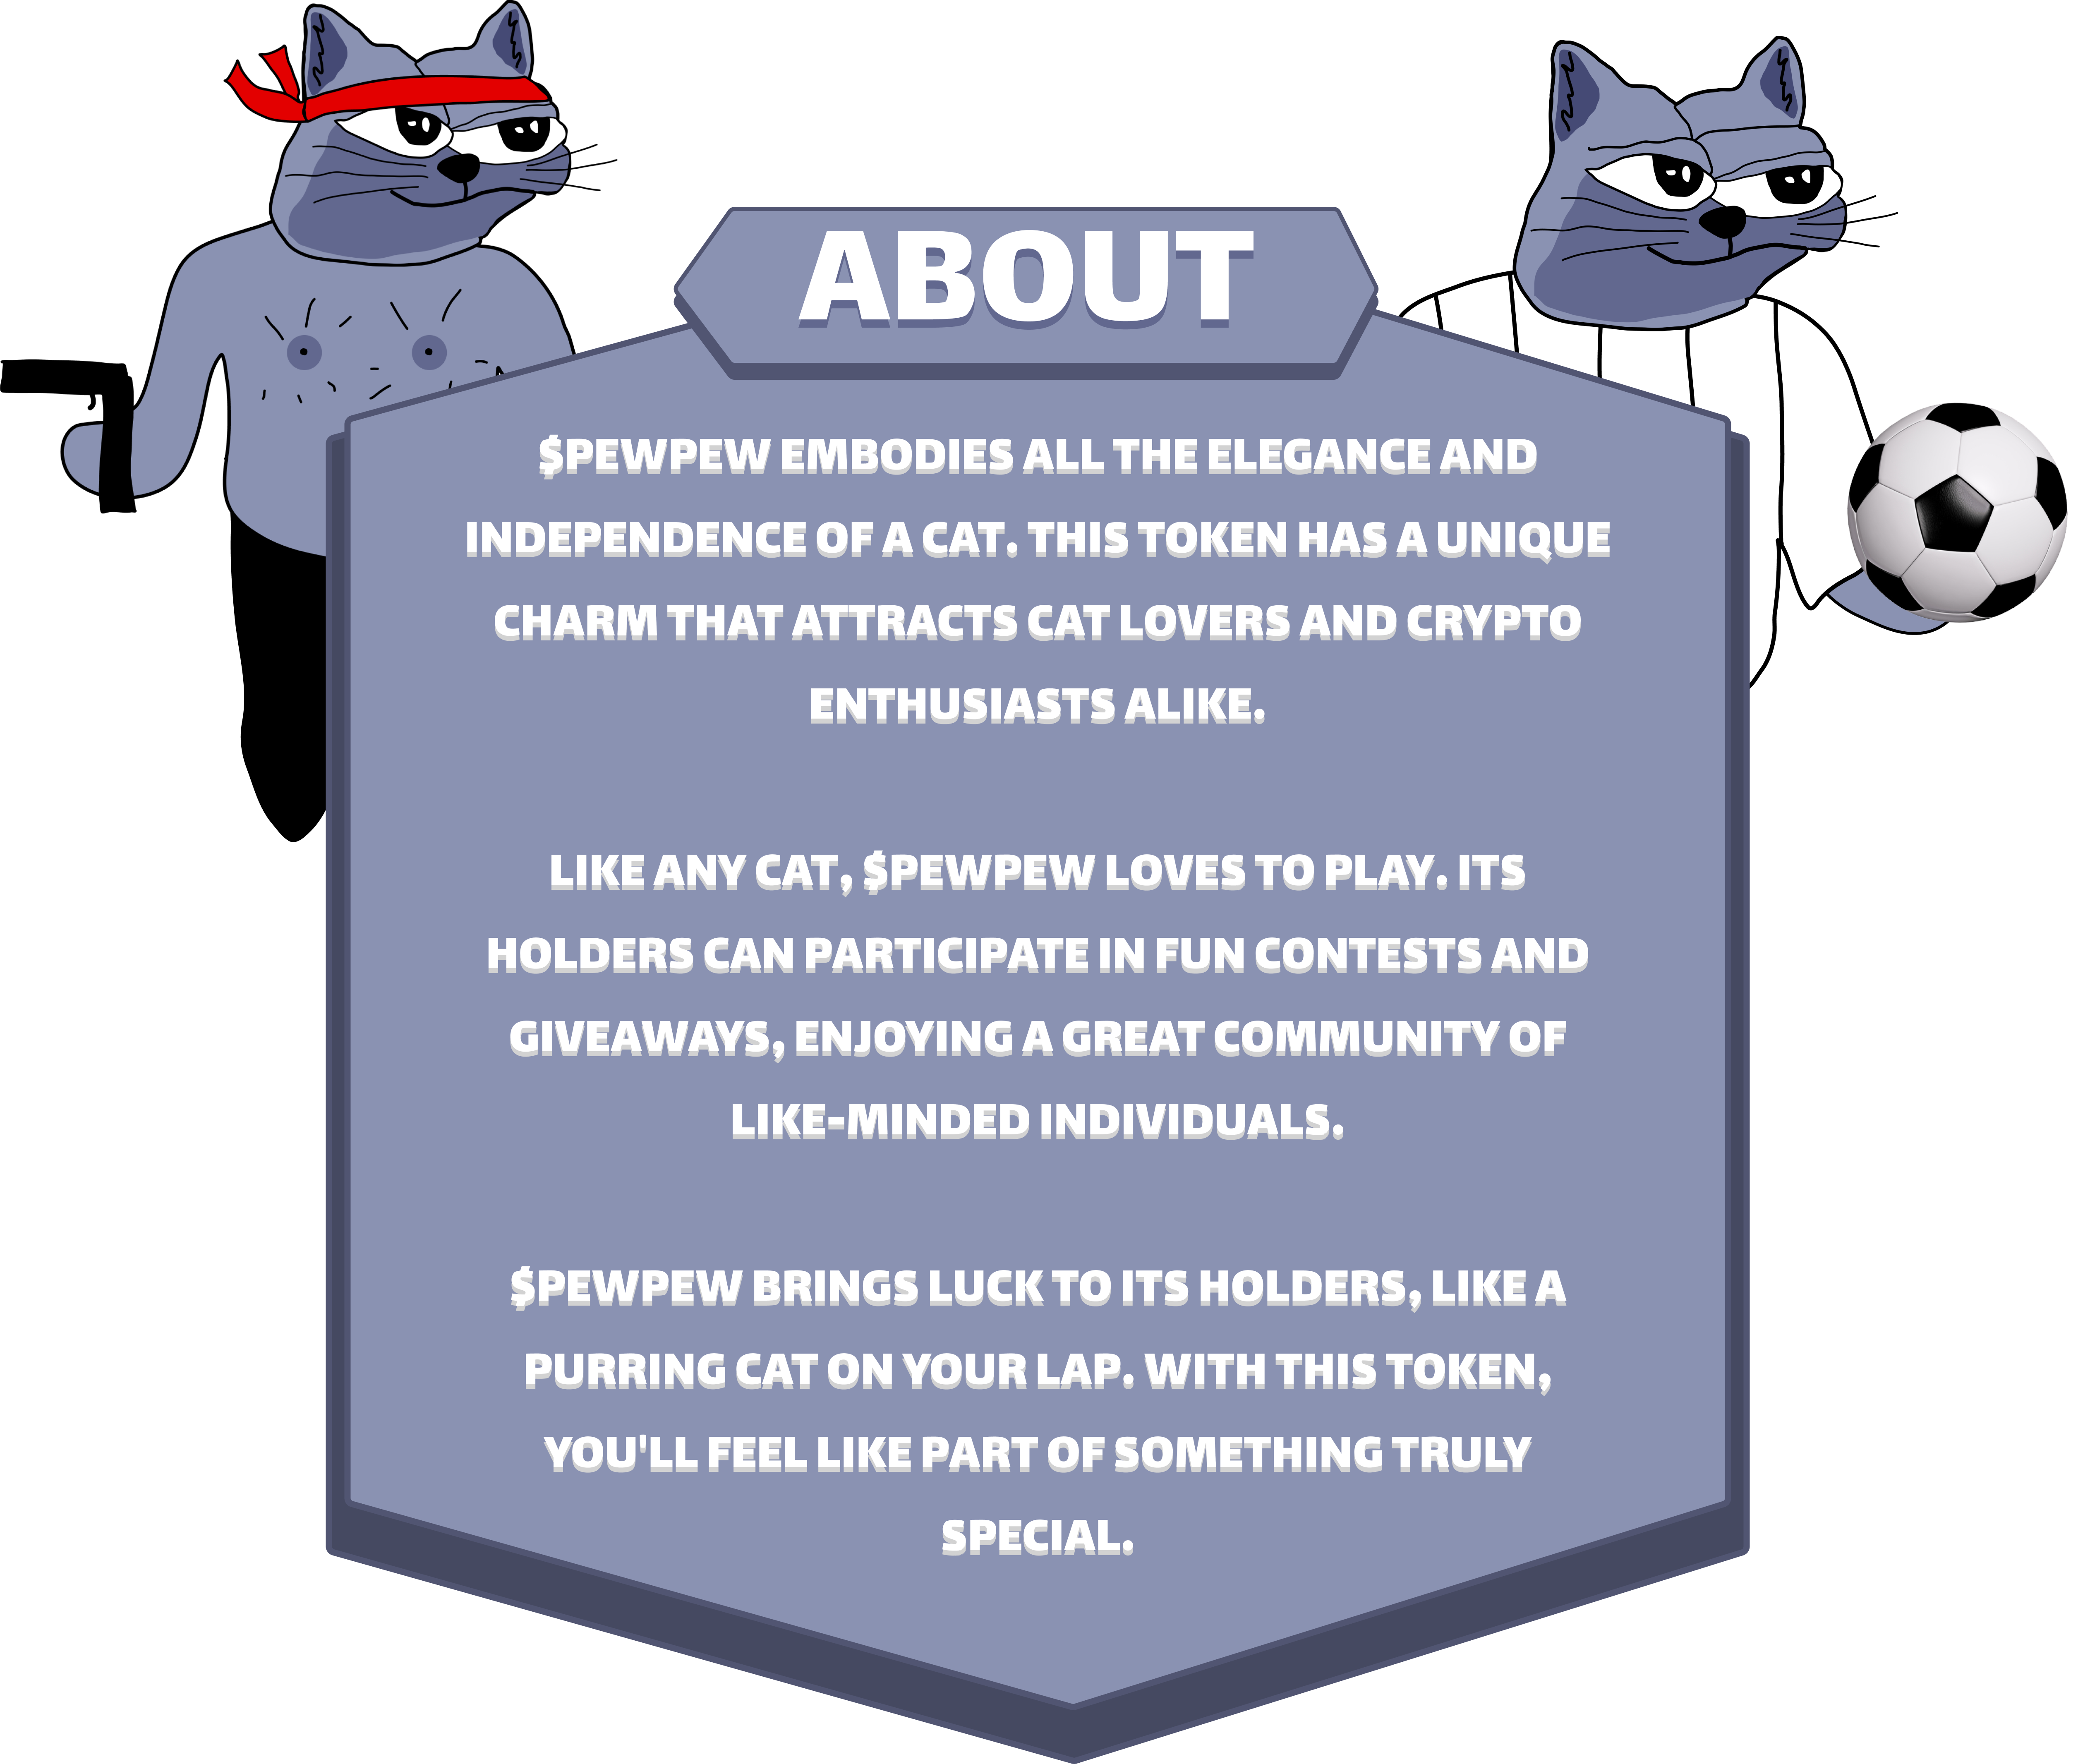 ABOUT
$PEWPEW EMBODIES ALL THE ELEGANCE AND
INDEPENDENCE OF A CAT. THIS TOKEN HAS A UNIQUE
CHARM THAT ATTRACTS CAT LOVERS AND CRYPTO
ENTHUSIASTS ALIKE.
LIKE ANY CAT, $PEWPEW LOVES TO PLAY. ITS
HOLDERS CAN PARTICIPATE IN FUN CONTESTS AND
GIVEAWAYS, ENJOYING A GREAT COMMUNITY OF
LIKE-MINDED INDIVIDUALS.
$PEWPEW BRINGS LUCK TO ITS HOLDERS, LIKE A
PURRING CAT ON YOUR LAP. WITH THIS TOKEN,
YOU'LL FEEL LIKE PART OF SOMETHING TRULY
SPECIAL.